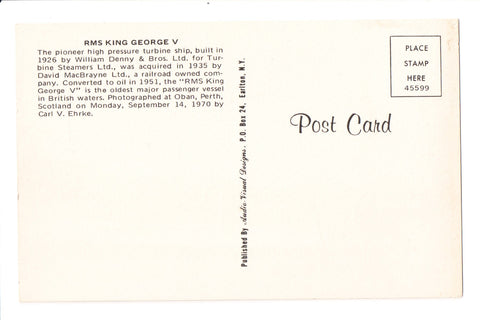 RMS KING GEORGE V
The pioneer high pressure turbine ship, built in
1926 by William Denny & Bros. Ltd. for Tur-
bine Steamers Ltd., was acquired in 1935 by
David MacBrayne Ltd., a railroad owned com-
pany. Converted to oil in 1951, the "RMS King
George V" is the oldest major passenger vessel
in British waters. Photographed at Oban, Perth,
Scotland on Monday, September 14, 1970 by
Carl V. Ehrke.
PLACE
STAMP
HERE
45599
Post Card
Published By Audio Visual Designs, P.O. Box 24, Earlton, N.Y.